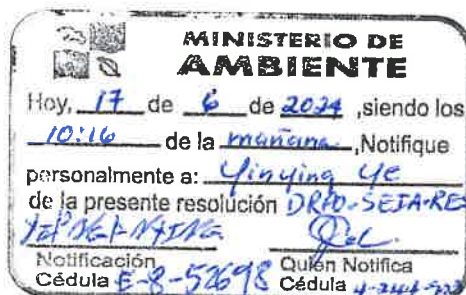 MINISTERIO DE
AMBIENTE
Hoy, 17 de 6 de 2024 ,siendo los
10:16 de la mañana ,Notifique
personalmente a: Yinying Ye
de la presente resolución DRPO-SEIA-RES
Notificación Quién Notifica
Cédula E-8-52698 Cédula